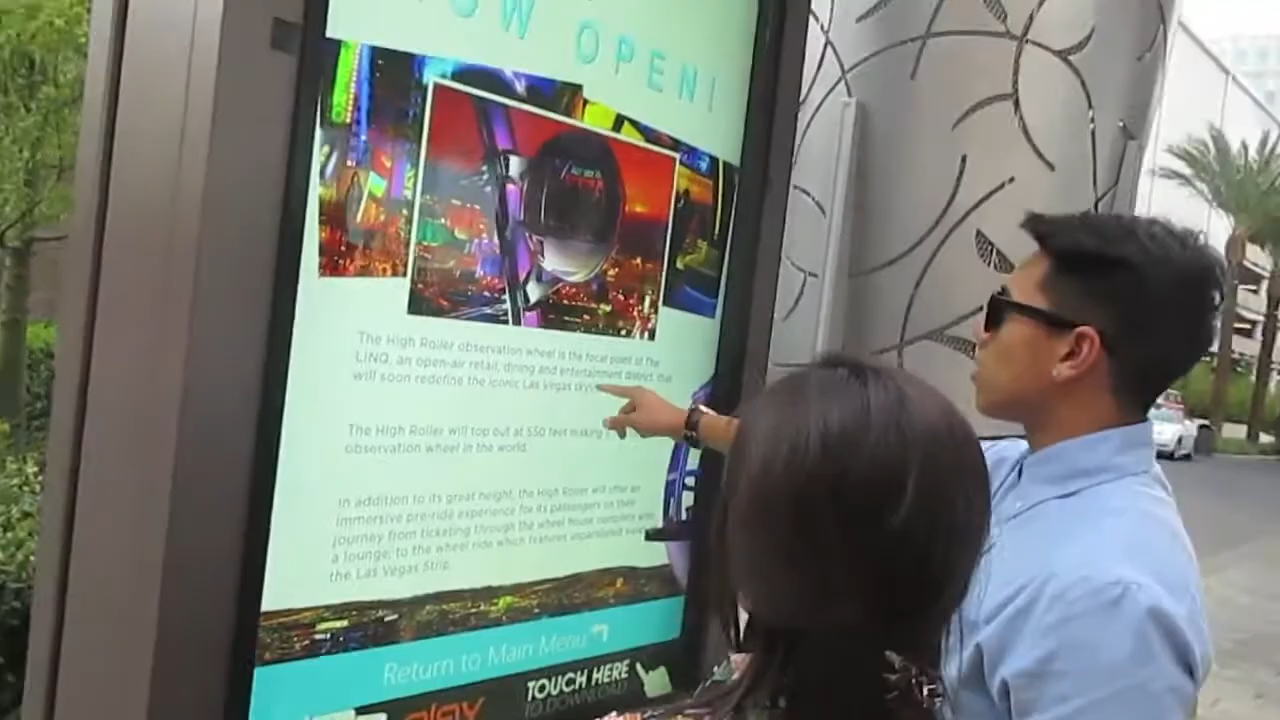 NOW OPEN!
The High Roller observation wheel is the focal point of The
LINQ, an open-air retail, dining and entertainment district, that
will soon redefine the iconic Las Vegas
The High Roller will top out at 550 feet making
observation wheel in the world.
In addition to its great height, the High Roller will offer an
immersive pre-ride experience for its passengers on their
journey from ticketing through the wheel house complete with
a lounge, to the wheel ride which features unparalleled
the Las Vegas Strip.
Return to Main Menu
TOUCH HERE
TO DOWNLOAD!
play